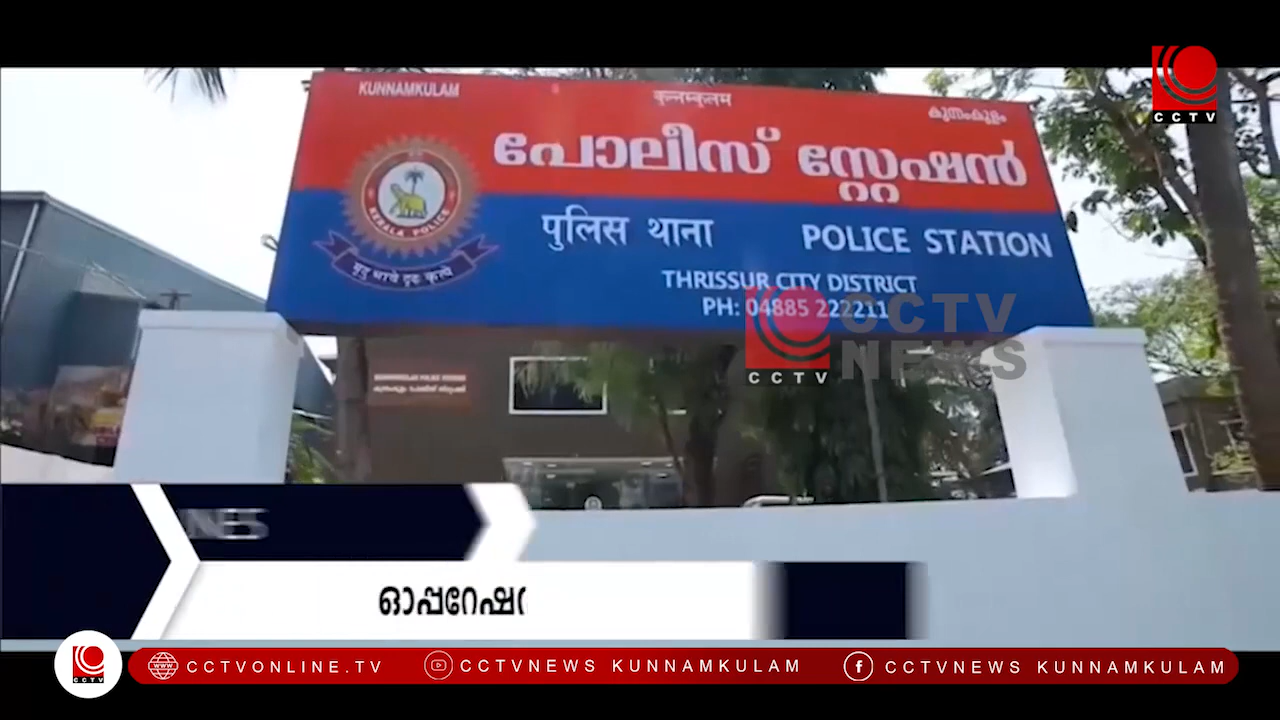 CCTV
KUNNAMKULAM कुन्नम्कुलम कുന്നംകുളം
പോലീസ് സ്റ്റേഷൻ
KERALA POLICE
पुलिस थाना POLICE STATION
मृदु भावे दृढ कृत्ये
THRISSUR CITY DISTRICT
PH: 04885 222211
CCTV NEWS
CCTV
ഓപ്പറേഷ
CCTV
CCTVONLINE.TV CCTVNEWS KUNNAMKULAM CCTVNEWS KUNNAMKULAM